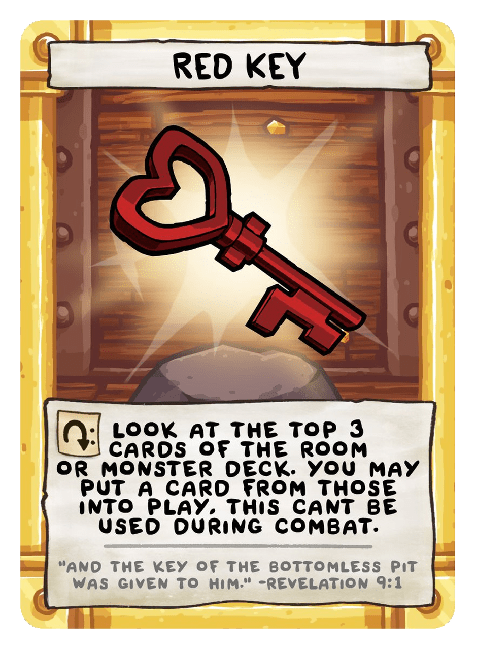 RED KEY
: LOOK AT THE TOP 3
CARDS OF THE ROOM
OR MONSTER DECK. YOU MAY
PUT A CARD FROM THOSE
INTO PLAY. THIS CANT BE
USED DURING COMBAT.
"AND THE KEY OF THE BOTTOMLESS PIT
WAS GIVEN TO HIM." -REVELATION 9:1